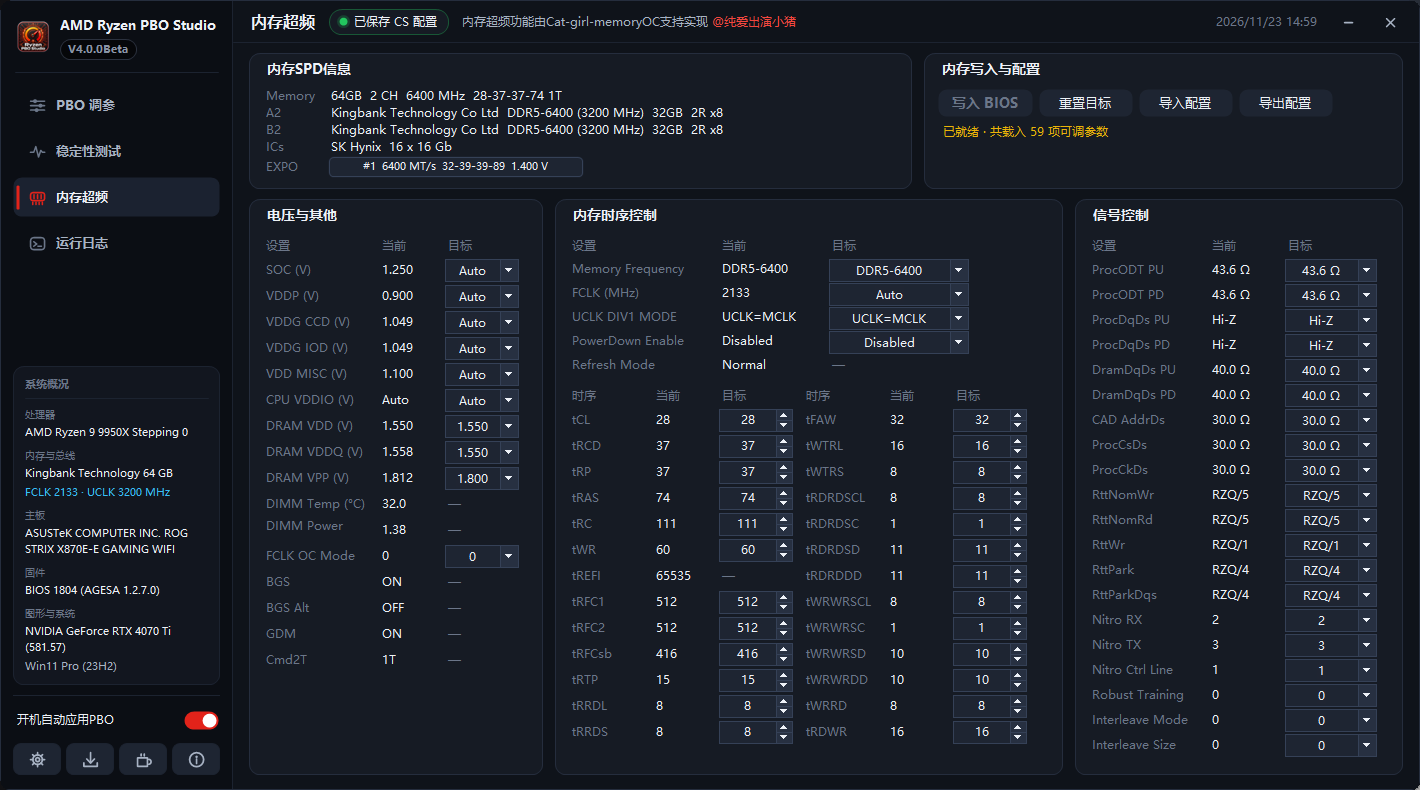 AMD Ryzen PBO Studio
V4.0.0Beta
PBO 调参
稳定性测试
内存超频
运行日志
系统概况
处理器
AMD Ryzen 9 9950X Stepping 0
内存与总线
Kingbank Technology 64 GB
FCLK 2133 · UCLK 3200 MHz
主板
ASUSTeK COMPUTER INC. ROG
STRIX X870E-E GAMING WIFI
固件
BIOS 1804 (AGESA 1.2.7.0)
图形与系统
NVIDIA GeForce RTX 4070 Ti
(581.57)
Win11 Pro (23H2)
开机自动应用PBO
内存超频 已保存 CS 配置 内存超频功能由Cat-girl-memoryOC支持实现 @纯爱出演小猪 2026/11/23 14:59
内存SPD信息
Memory 64GB 2 CH 6400 MHz 28-37-37-74 1T
A2 Kingbank Technology Co Ltd DDR5-6400 (3200 MHz) 32GB 2R x8
B2 Kingbank Technology Co Ltd DDR5-6400 (3200 MHz) 32GB 2R x8
ICs SK Hynix 16 x 16 Gb
EXPO #1 6400 MT/s 32-39-39-89 1.400 V
内存写入与配置
写入 BIOS 重置目标 导入配置 导出配置
已就绪 · 共载入 59 项可调参数
电压与其他
设置 当前 目标
SOC (V) 1.250 Auto
VDDP (V) 0.900 Auto
VDDG CCD (V) 1.049 Auto
VDDG IOD (V) 1.049 Auto
VDD MISC (V) 1.100 Auto
CPU VDDIO (V) Auto Auto
DRAM VDD (V) 1.550 1.550
DRAM VDDQ (V) 1.558 1.550
DRAM VPP (V) 1.812 1.800
DIMM Temp (°C) 32.0 —
DIMM Power 1.38 —
FCLK OC Mode 0 0
BGS ON —
BGS Alt OFF —
GDM ON —
Cmd2T 1T —
内存时序控制
设置 当前 目标
Memory Frequency DDR5-6400 DDR5-6400
FCLK (MHz) 2133 Auto
UCLK DIV1 MODE UCLK=MCLK UCLK=MCLK
PowerDown Enable Disabled Disabled
Refresh Mode Normal —
时序 当前 目标 时序 当前 目标
tCL 28 28 tFAW 32 32
tRCD 37 37 tWTRL 16 16
tRP 37 37 tWTRS 8 8
tRAS 74 74 tRDRDSCL 8 8
tRC 111 111 tRDRDSC 1 1
tWR 60 60 tRDRDSD 11 11
tREFI 65535 — tRDRDDD 11 11
tRFC1 512 512 tWRWRSCL 8 8
tRFC2 512 512 tWRWRSC 1 1
tRFCsb 416 416 tWRWRSD 10 10
tRTP 15 15 tWRWRDD 10 10
tRRDL 8 8 tWRRD 8 8
tRRDS 8 8 tRDWR 16 16
信号控制
设置 当前 目标
ProcODT PU 43.6 Ω 43.6 Ω
ProcODT PD 43.6 Ω 43.6 Ω
ProcDqDs PU Hi-Z Hi-Z
ProcDqDs PD Hi-Z Hi-Z
DramDqDs PU 40.0 Ω 40.0 Ω
DramDqDs PD 40.0 Ω 40.0 Ω
CAD AddrDs 30.0 Ω 30.0 Ω
ProcCsDs 30.0 Ω 30.0 Ω
ProcCkDs 30.0 Ω 30.0 Ω
RttNomWr RZQ/5 RZQ/5
RttNomRd RZQ/5 RZQ/5
RttWr RZQ/1 RZQ/1
RttPark RZQ/4 RZQ/4
RttParkDqs RZQ/4 RZQ/4
Nitro RX 2 2
Nitro TX 3 3
Nitro Ctrl Line 1 1
Robust Training 0 0
Interleave Mode 0 0
Interleave Size 0 0